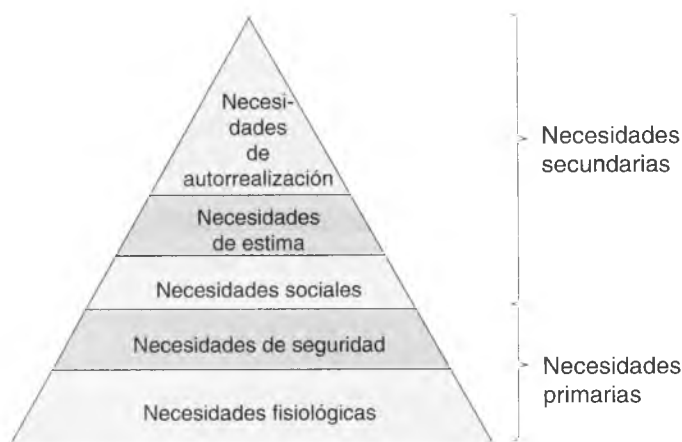 Necesi-
dades
de
autorrealización
Necesidades
de estima
Necesidades sociales
Necesidades de seguridad
Necesidades fisiológicas
Necesidades
secundarias
Necesidades
primarias